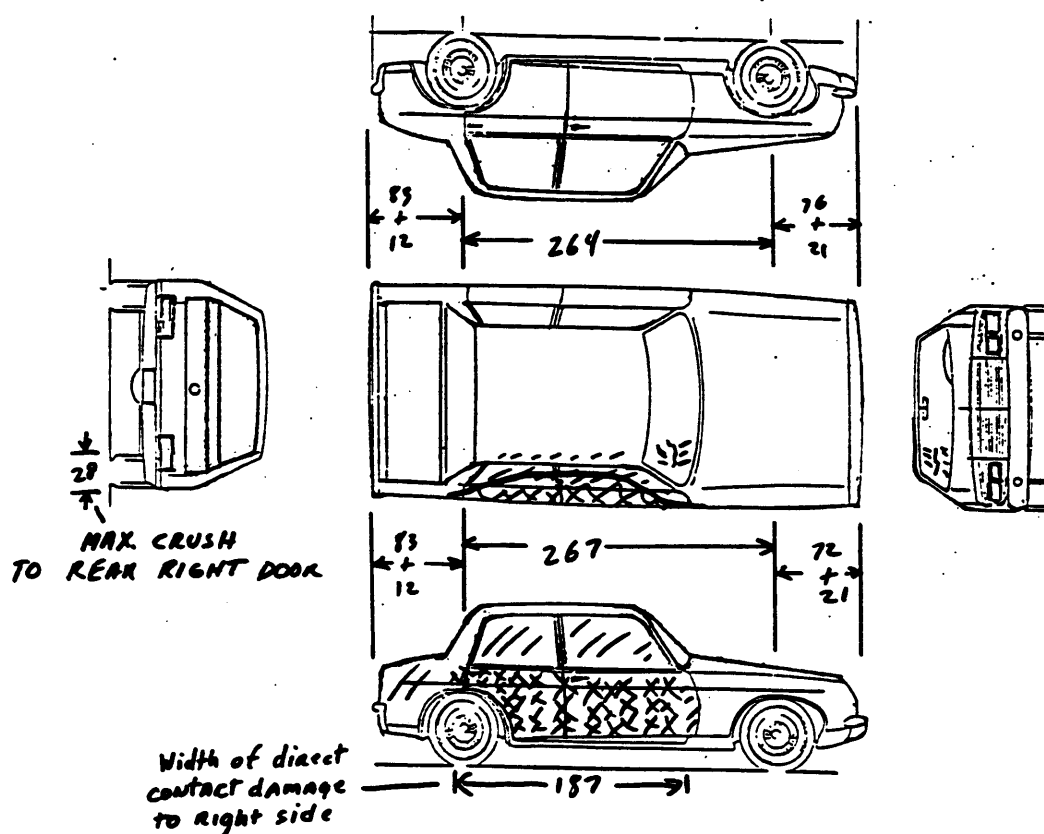 89 76
+ +
12 264 21
28
MAX CRUSH
TO REAR RIGHT DOOR
83 267 72
+ +
12 21
Width of direct
contact damage
to right side
187